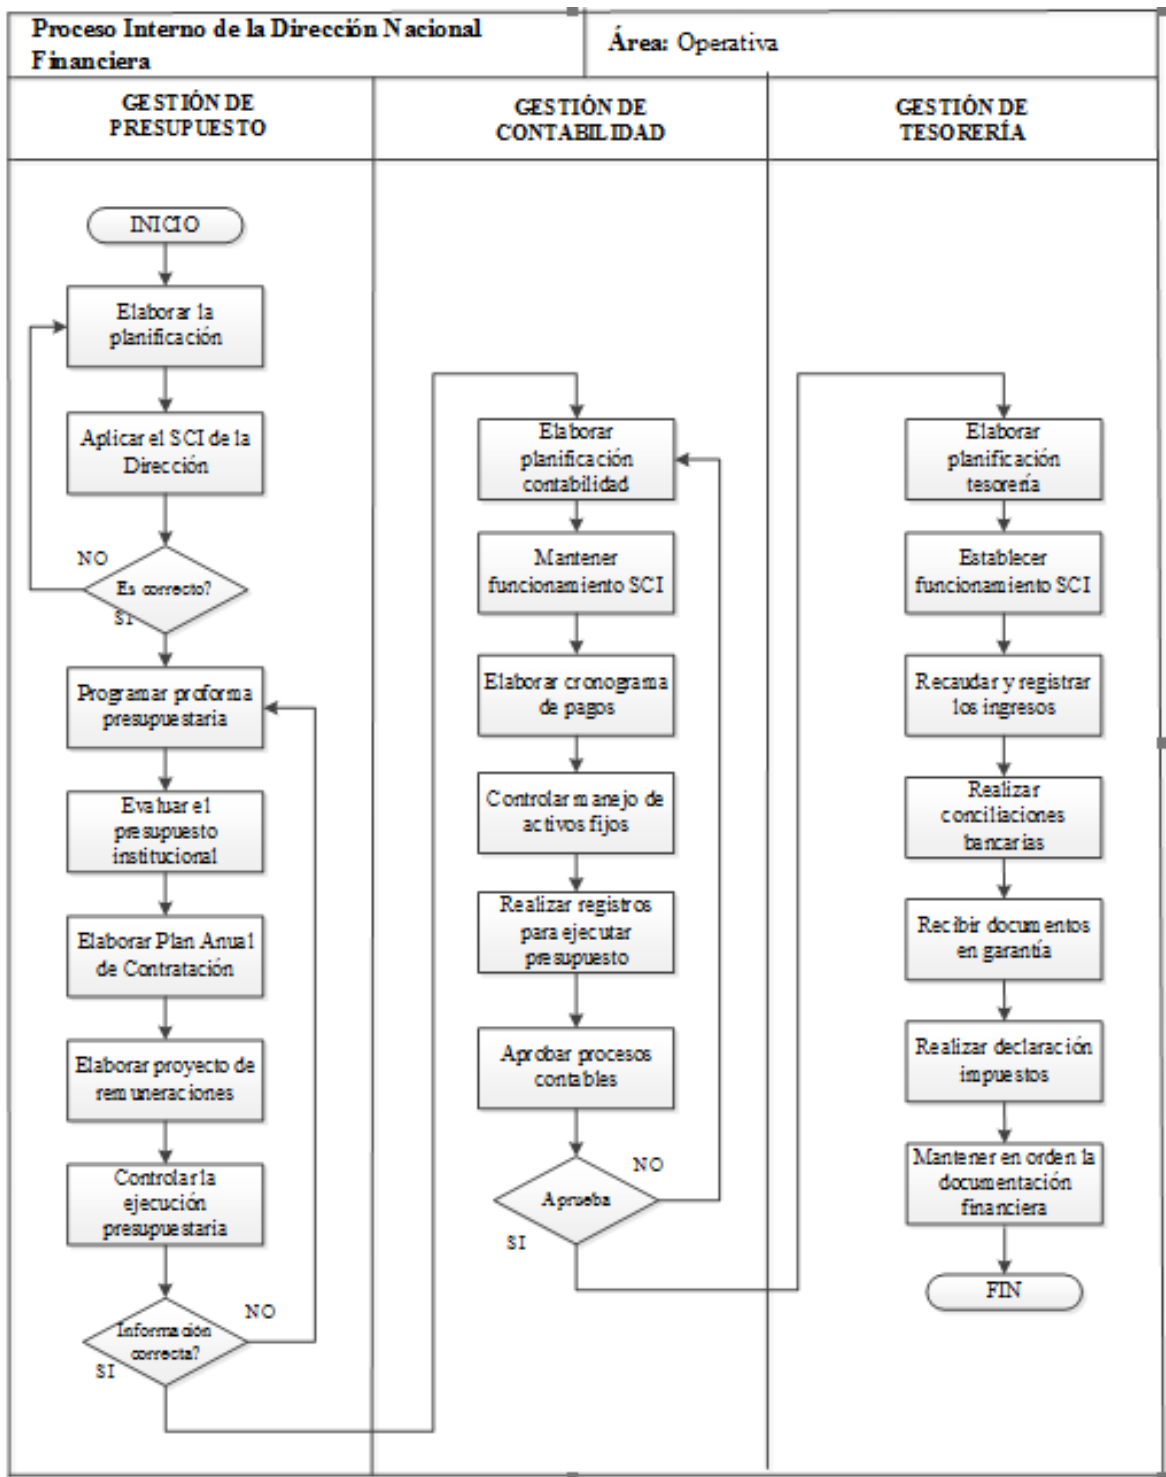 Proceso Interno de la Dirección Nacional
Financiera
Área: Operativa
GESTIÓN DE
PRESUPUESTO
GESTIÓN DE
CONTABILIDAD
GESTIÓN DE
TESORERÍA
INICIO
Elaborar la
planificación
Aplicar el SCI de la
Dirección
NO
Es correcto?
SI
Programar proforma
presupuestaria
Evaluar el
presupuesto
institucional
Elaborar Plan Anual
de Contratación
Elaborar proyecto de
remuneraciones
Controlar la
ejecución
presupuestaria
NO
Información
correcta?
SI
Elaborar
planificación
contabilidad
Mantener
funcionamiento SCI
Elaborar cronograma
de pagos
Controlar manejo de
activos fijos
Realizar registros
para ejecutar
presupuesto
Aprobar procesos
contables
NO
Aprueba
SI
Elaborar
planificación
tesorería
Establecer
funcionamiento SCI
Recaudar y registrar
los ingresos
Realizar
conciliaciones
bancarias
Recibir documentos
en garantía
Realizar declaración
impuestos
Mantener en orden la
documentación
financiera
FIN